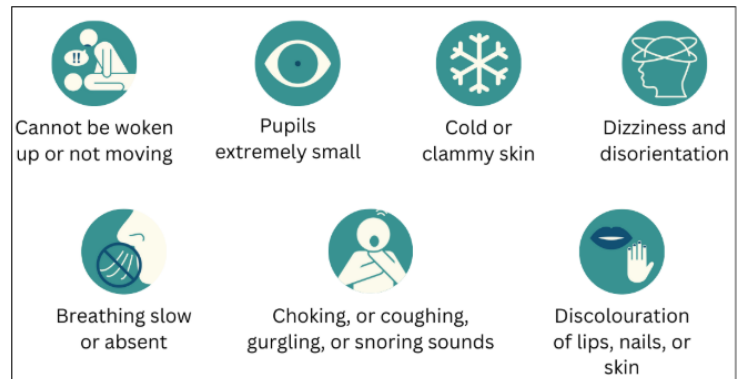 !!
Cannot be woken
up or not moving
Pupils
extremely small
Cold or
clammy skin
Dizziness and
disorientation
Breathing slow
or absent
Choking, or coughing,
gurgling, or snoring sounds
Discolouration
of lips, nails, or
skin